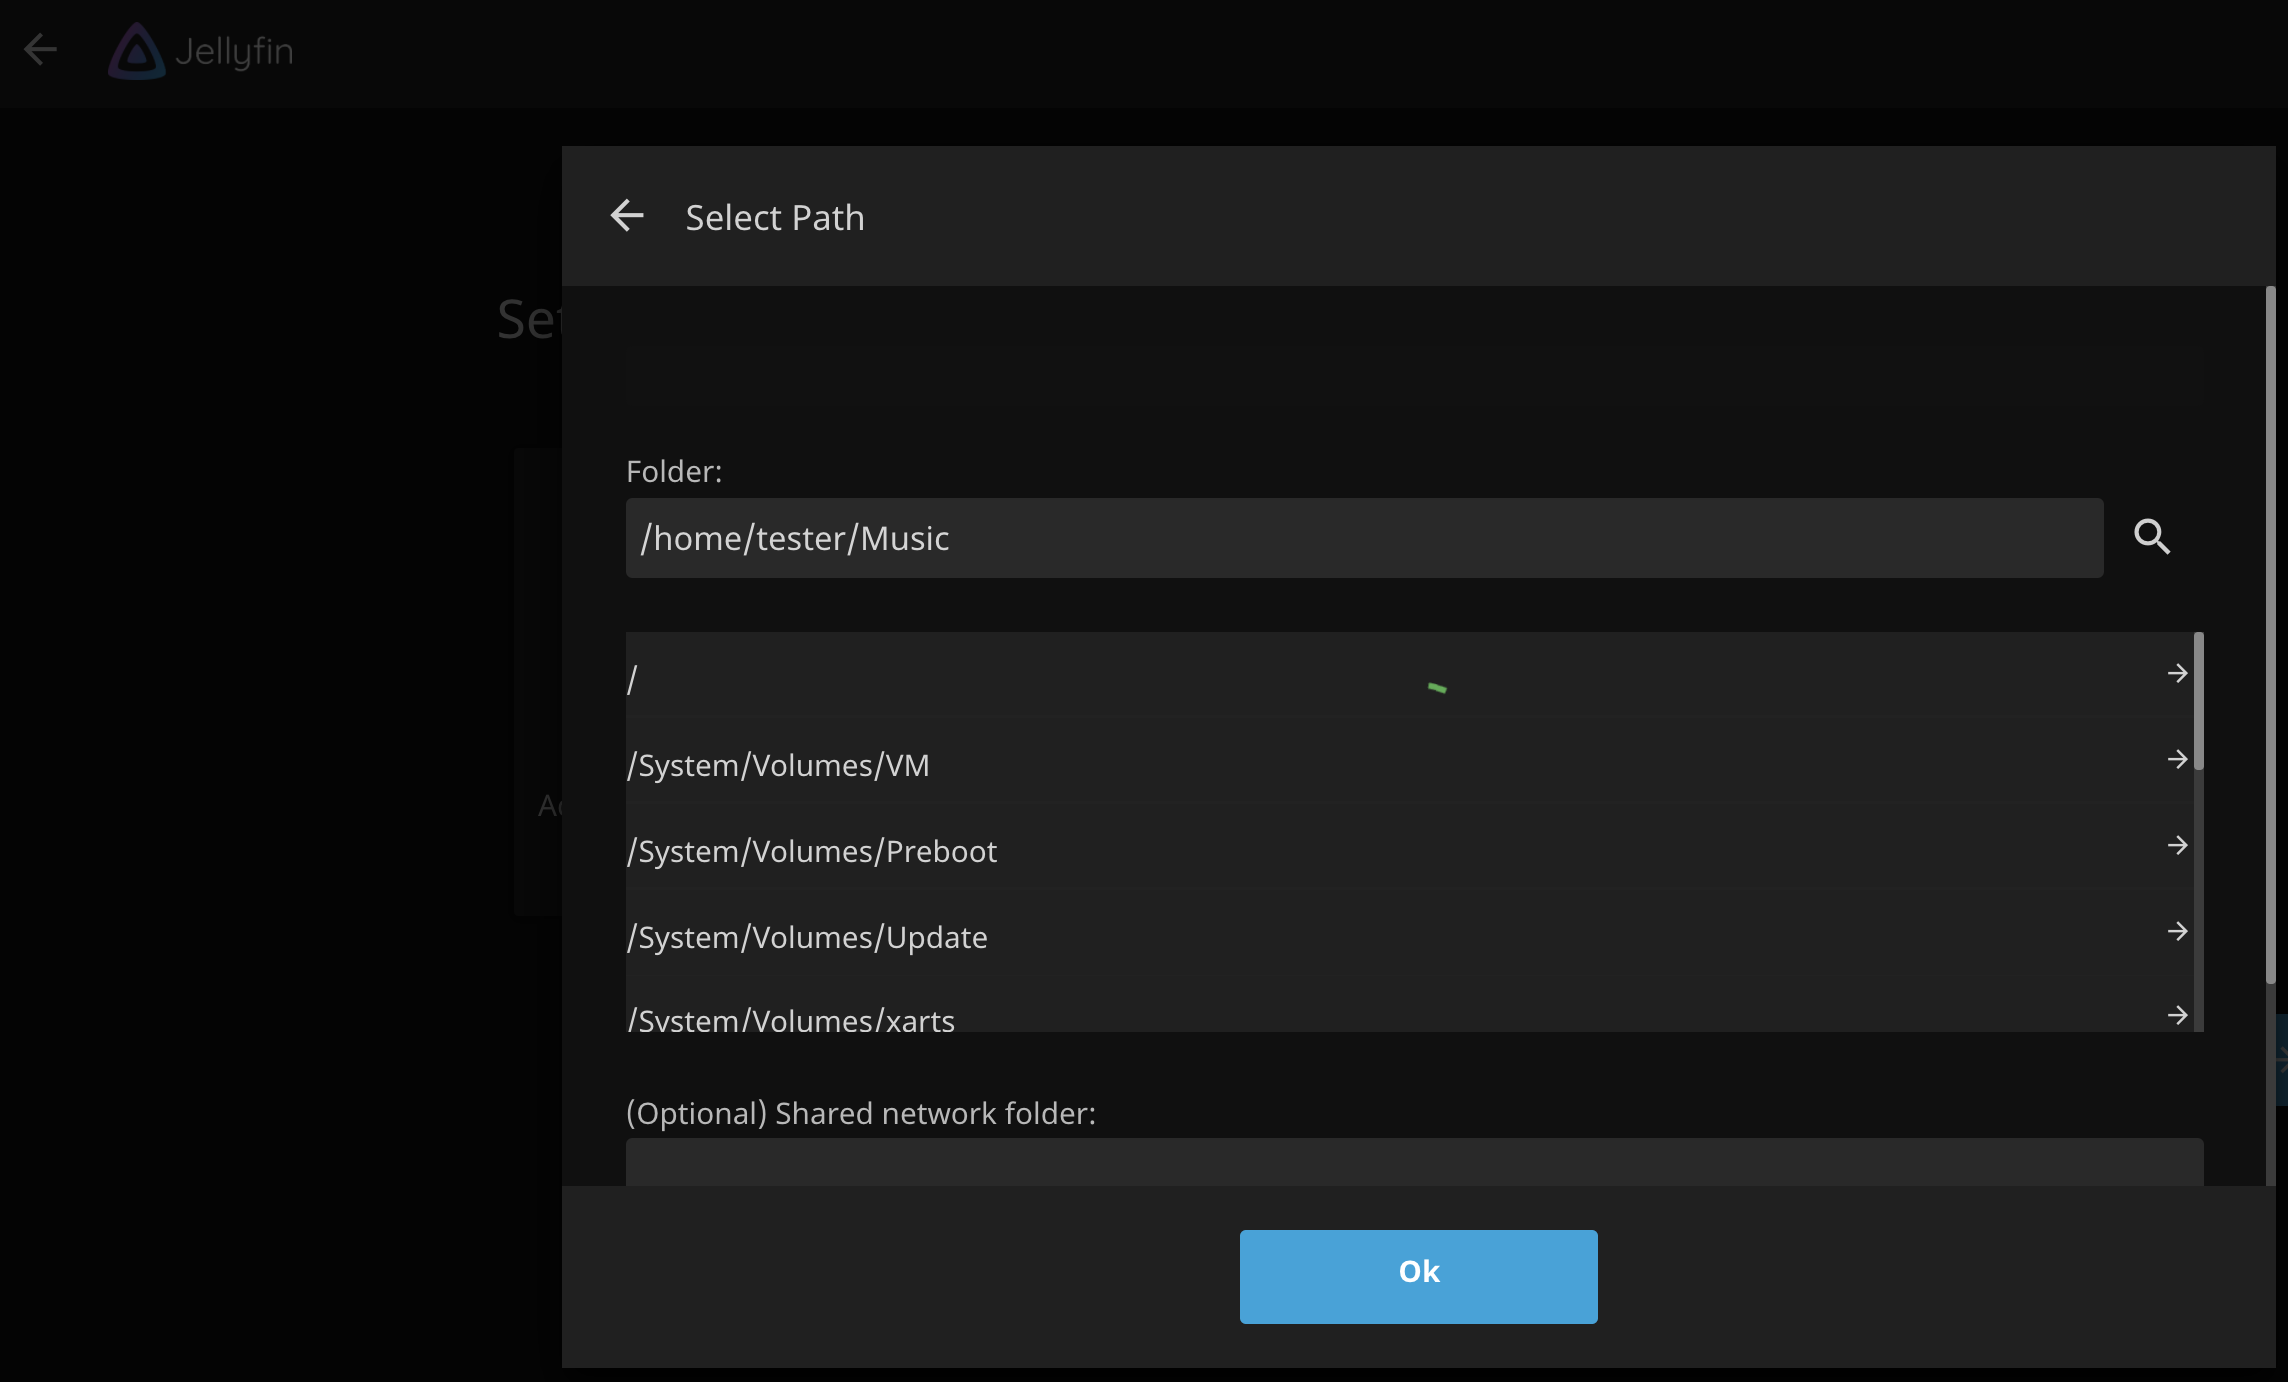 Jellyfin
Select Path
Folder:
/home/tester/Music
/
/System/Volumes/VM
/System/Volumes/Preboot
/System/Volumes/Update
/System/Volumes/xarts
(Optional) Shared network folder:
Ok